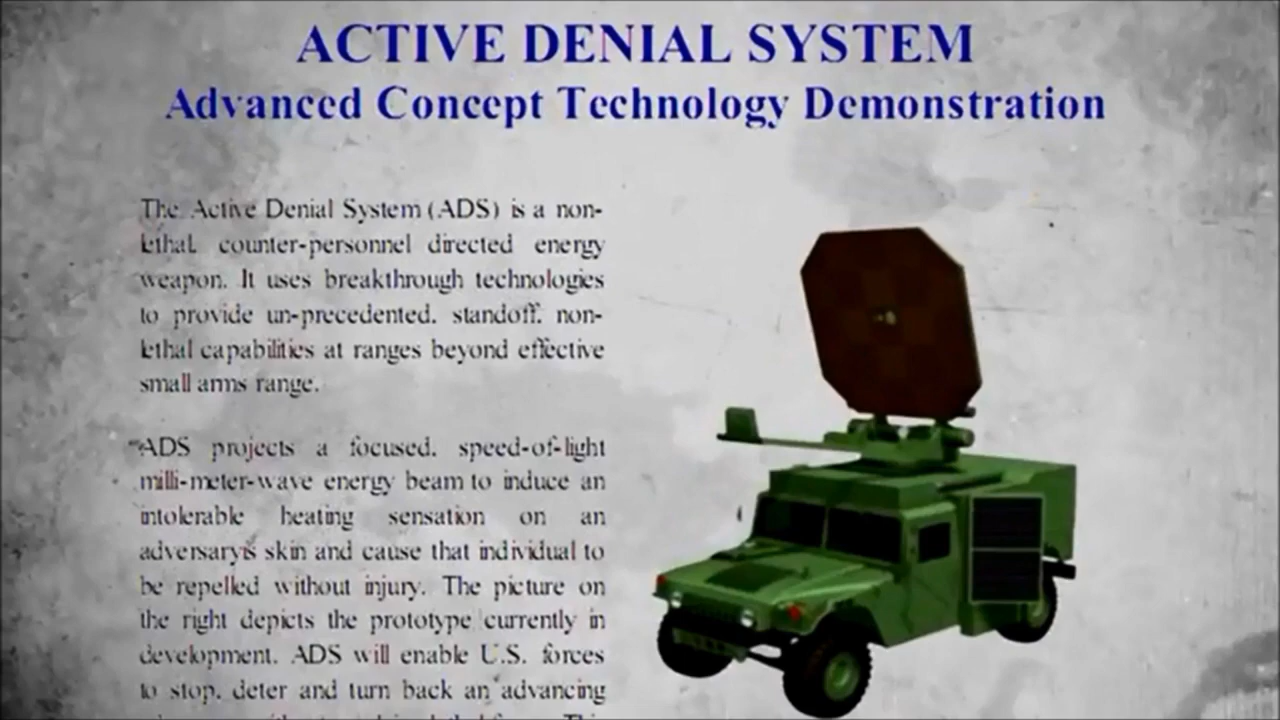 ACTIVE DENIAL SYSTEM
Advanced Concept Technology Demonstration
The Active Denial System (ADS) is a non-
lethal, counter-personnel directed energy
weapon. It uses breakthrough technologies
to provide un-precedented, standoff, non-
lethal capabilities at ranges beyond effective
small arms range.
ADS projects a focused, speed-of-light
milli-meter-wave energy beam to induce an
intolerable heating sensation on an
adversaryis skin and cause that individual to
be repelled without injury. The picture on
the right depicts the prototype currently in
development. ADS will enable U.S. forces
to stop, deter and turn back an advancing